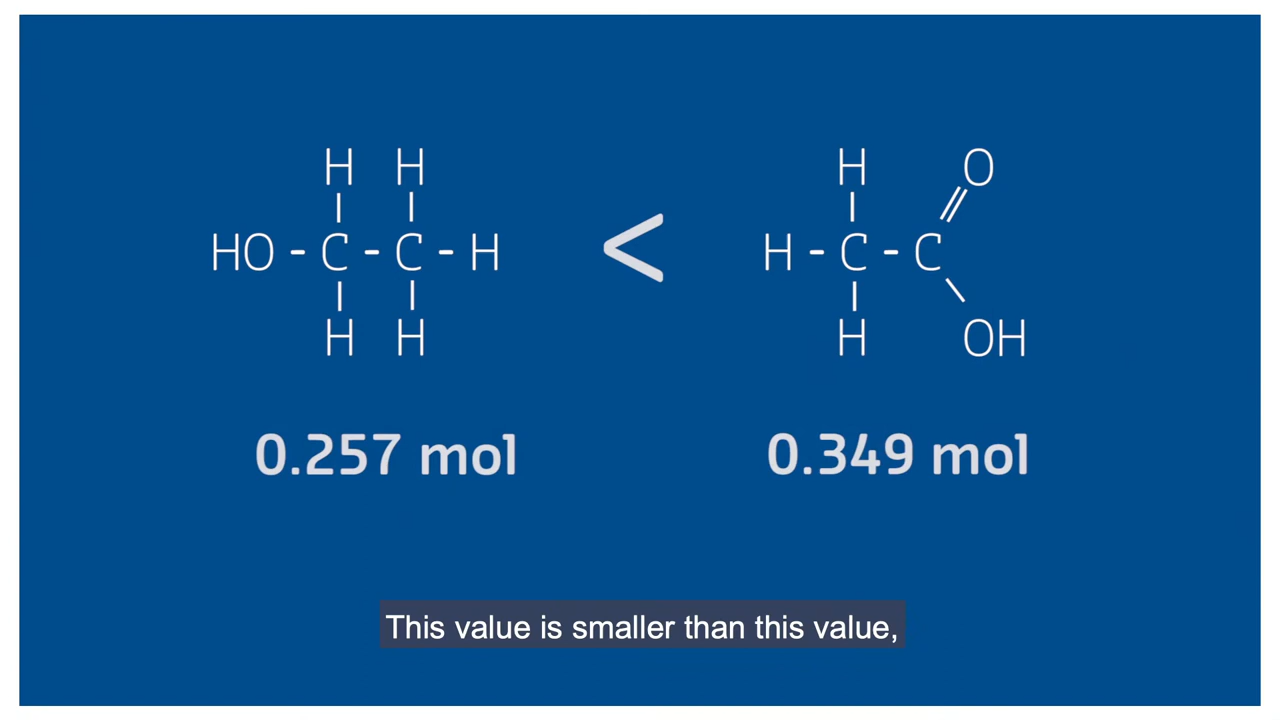 H H O H O
HO - C - C - H < H - C - C
H H H OH
0.257 mol 0.349 mol
This value is smaller than this value,